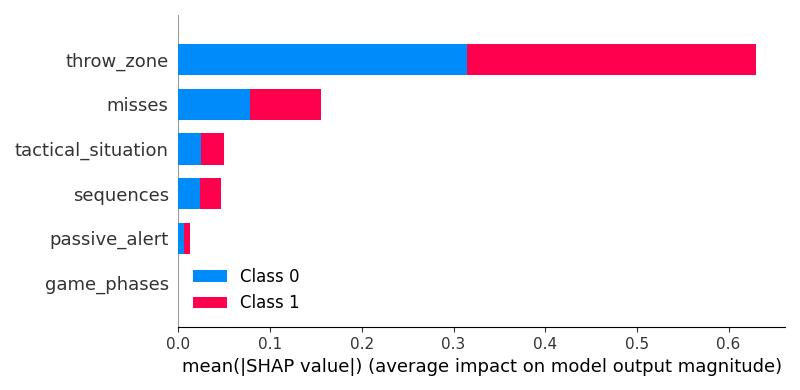 throw_zone
misses
tactical_situation
sequences
passive_alert
game_phases
Class 0
Class 1
0.0 0.1 0.2 0.3 0.4 0.5 0.6
mean(|SHAP value|) (average impact on model output magnitude)